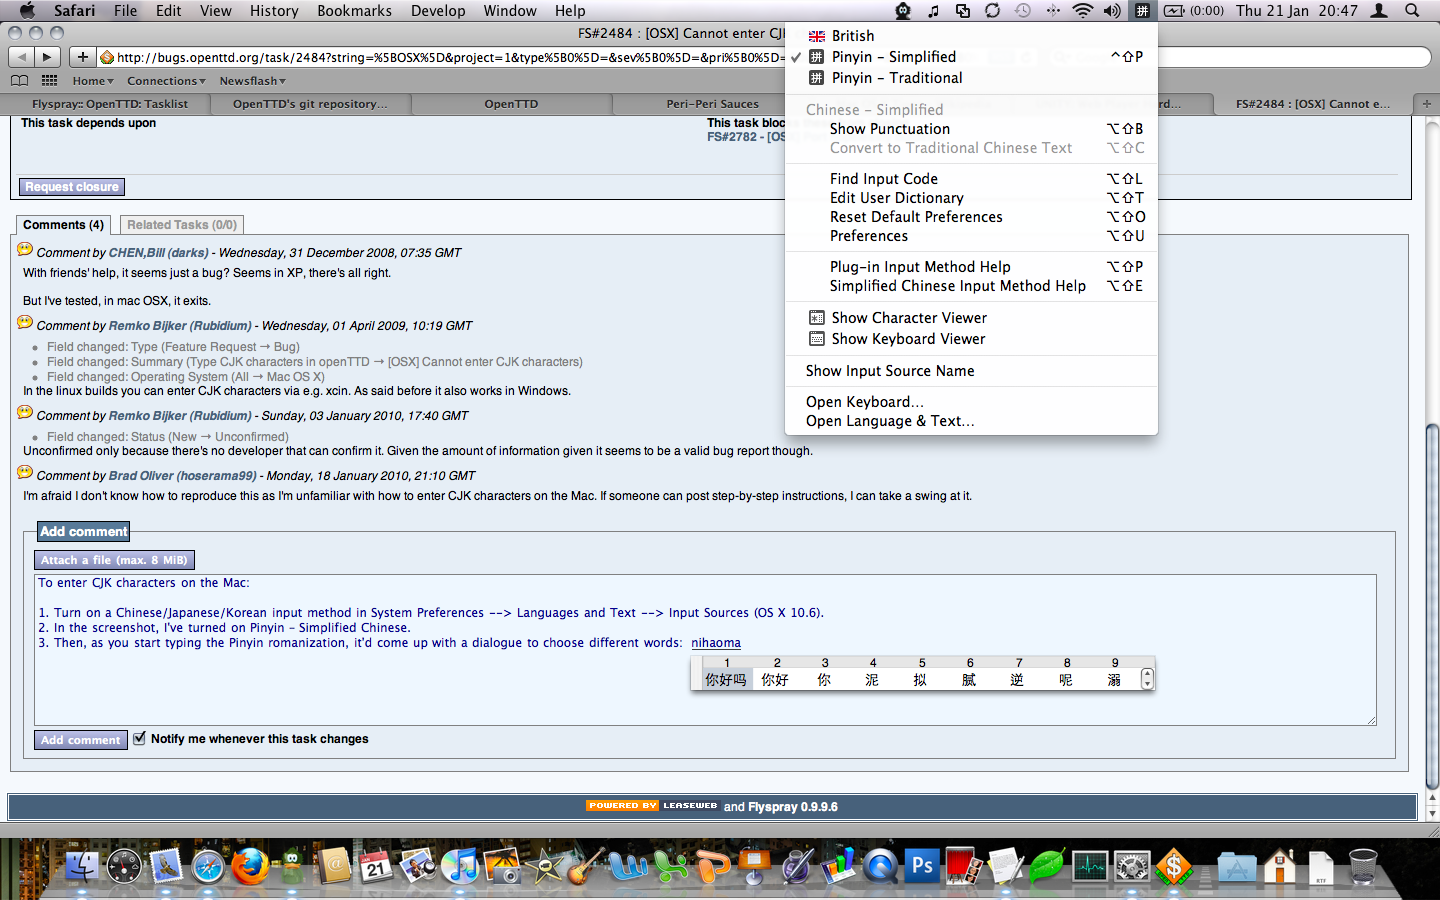 Safari File Edit View History Bookmarks Develop Window Help
拼 (0:00) Thu 21 Jan 20:47
FS#2484 : [OSX] Cannot enter CJK
http://bugs.openttd.org/task/2484?string=%5BOSX%5D&project=1&type%5B0%5D=&sev%5B0%5D=&pri%5B0%5D=
Home Connections Newsflash
Flyspray:: OpenTTD: Tasklist
OpenTTD's git repository...
OpenTTD
Peri-Peri Sauces
FS#2484 : [OSX] Cannot e...
British
拼 Pinyin – Simplified ^⇧P
拼 Pinyin – Traditional
Chinese – Simplified
Show Punctuation ⌥⇧B
Convert to Traditional Chinese Text ⌥⇧C
Find Input Code ⌥⇧L
Edit User Dictionary ⌥⇧T
Reset Default Preferences ⌥⇧O
Preferences ⌥⇧U
Plug-in Input Method Help ⌥⇧P
Simplified Chinese Input Method Help ⌥⇧E
Show Character Viewer
Show Keyboard Viewer
Show Input Source Name
Open Keyboard...
Open Language & Text...
This task depends upon
This task bloc
FS#2782 - [OS
Request closure
Comments (4) Related Tasks (0/0)
Comment by CHEN,Bill (darks) - Wednesday, 31 December 2008, 07:35 GMT
With friends' help, it seems just a bug? Seems in XP, there's all right.
But I've tested, in mac OSX, it exits.
Comment by Remko Bijker (Rubidium) - Wednesday, 01 April 2009, 10:19 GMT
• Field changed: Type (Feature Request → Bug)
• Field changed: Summary (Type CJK characters in openTTD → [OSX] Cannot enter CJK characters)
• Field changed: Operating System (All → Mac OS X)
In the linux builds you can enter CJK characters via e.g. xcin. As said before it also works in Windows.
Comment by Remko Bijker (Rubidium) - Sunday, 03 January 2010, 17:40 GMT
• Field changed: Status (New → Unconfirmed)
Unconfirmed only because there's no developer that can confirm it. Given the amount of information given it seems to be a valid bug report though.
Comment by Brad Oliver (hoserama99) - Monday, 18 January 2010, 21:10 GMT
I'm afraid I don't know how to reproduce this as I'm unfamiliar with how to enter CJK characters on the Mac. If someone can post step-by-step instructions, I can take a swing at it.
Add comment
Attach a file (max. 8 MiB)
To enter CJK characters on the Mac:
1. Turn on a Chinese/Japanese/Korean input method in System Preferences --> Languages and Text --> Input Sources (OS X 10.6).
2. In the screenshot, I've turned on Pinyin – Simplified Chinese.
3. Then, as you start typing the Pinyin romanization, it'd come up with a dialogue to choose different words: nihaoma
1 2 3 4 5 6 7 8 9
你好吗 你好 你 泥 拟 腻 逆 呢 溺
Add comment Notify me whenever this task changes
POWERED BY LEASEWEB and Flyspray 0.9.9.6
JAN 21
Ps
RTF